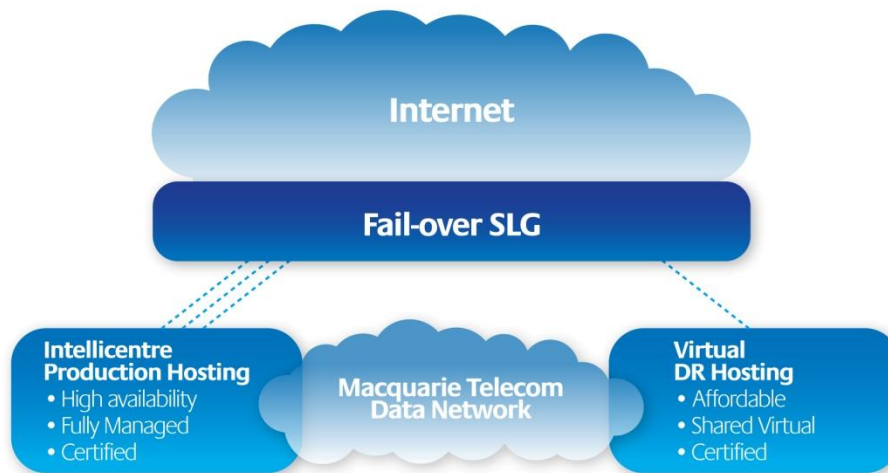 Internet
Fail-over SLG
Intellicentre
Production Hosting
• High availability
• Fully Managed
• Certified
Macquarie Telecom
Data Network
Virtual
DR Hosting
• Affordable
• Shared Virtual
• Certified